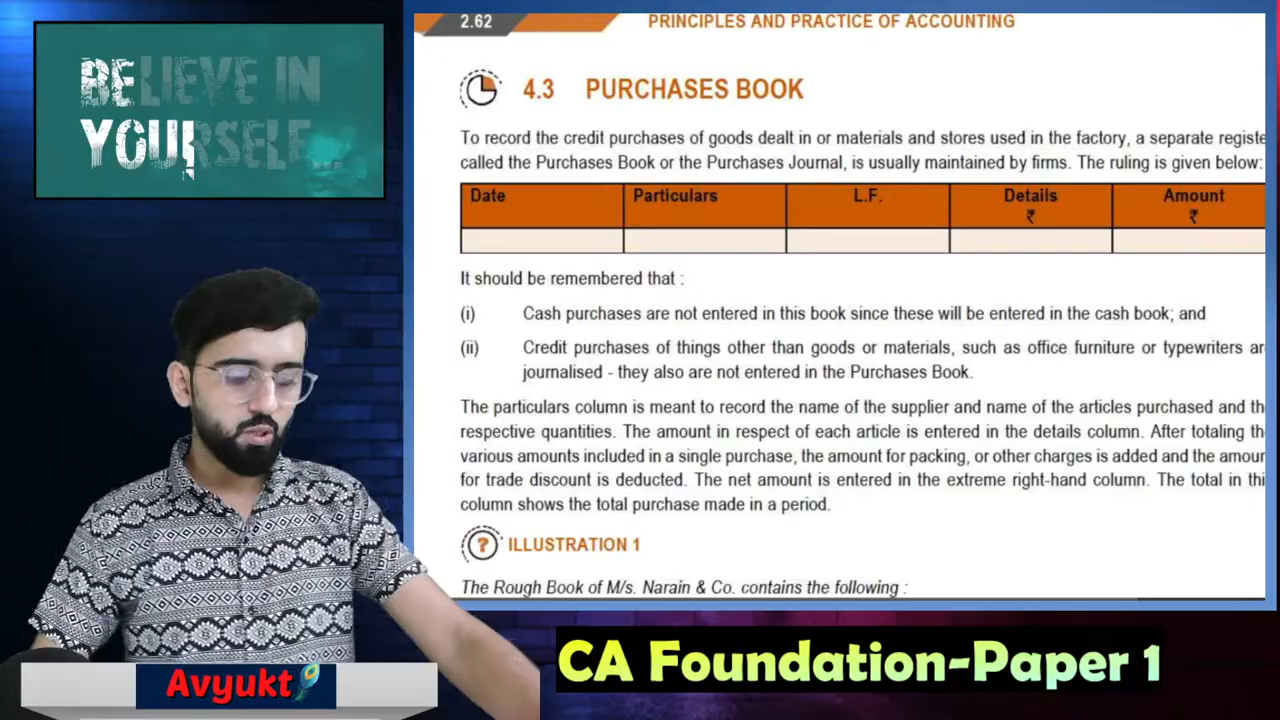 BELIEVE IN
YOURSELF
2.62
PRINCIPLES AND PRACTICE OF ACCOUNTING
4.3 PURCHASES BOOK
To record the credit purchases of goods dealt in or materials and stores used in the factory, a separate registe
called the Purchases Book or the Purchases Journal, is usually maintained by firms. The ruling is given below:
Date Particulars L.F. Details Amount
₹ ₹
It should be remembered that :
(i) Cash purchases are not entered in this book since these will be entered in the cash book; and
(ii) Credit purchases of things other than goods or materials, such as office furniture or typewriters ar
journalised - they also are not entered in the Purchases Book.
The particulars column is meant to record the name of the supplier and name of the articles purchased and th
respective quantities. The amount in respect of each article is entered in the details column. After totaling th
various amounts included in a single purchase, the amount for packing, or other charges is added and the amour
for trade discount is deducted. The net amount is entered in the extreme right-hand column. The total in thi
column shows the total purchase made in a period.
? ILLUSTRATION 1
The Rough Book of M/s. Narain & Co. contains the following :
Avyukt
CA Foundation-Paper 1